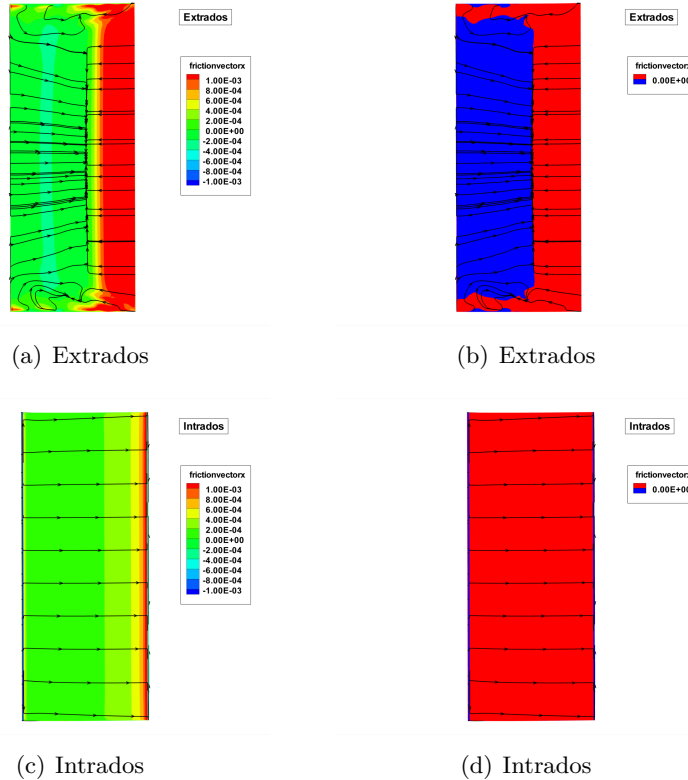 Extrados
frictionvectorx
1.00E-03
8.00E-04
6.00E-04
4.00E-04
2.00E-04
0.00E+00
-2.00E-04
-4.00E-04
-6.00E-04
-8.00E-04
-1.00E-03
(a) Extrados
Extrados
frictionvectorx
0.00E+00
(b) Extrados
Intrados
frictionvectorx
1.00E-03
8.00E-04
6.00E-04
4.00E-04
2.00E-04
0.00E+00
-2.00E-04
-4.00E-04
-6.00E-04
-8.00E-04
-1.00E-03
(c) Intrados
Intrados
frictionvectorx
0.00E+00
(d) Intrados